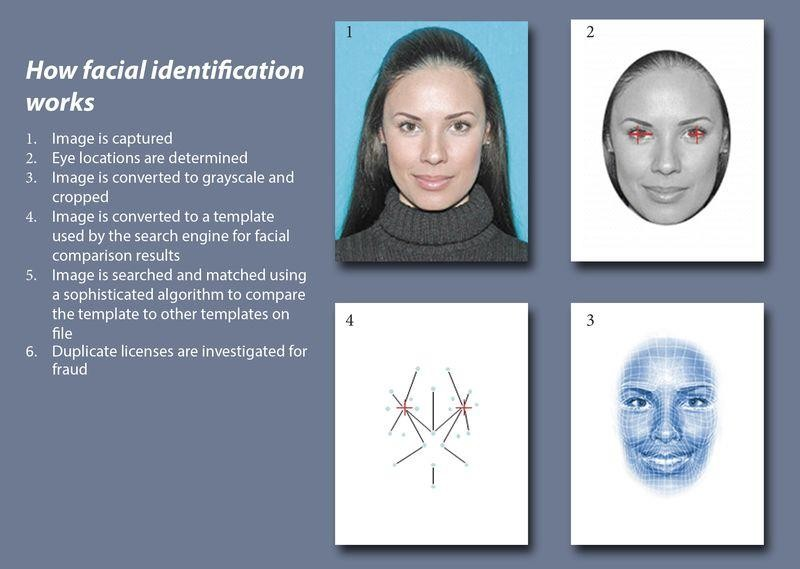 How facial identification
works
1. Image is captured
2. Eye locations are determined
3. Image is converted to grayscale and
cropped
4. Image is converted to a template
used by the search engine for facial
comparison results
5. Image is searched and matched using
a sophisticated algorithm to compare
the template to other templates on
file
6. Duplicate licenses are investigated for
fraud
1
2
4
3